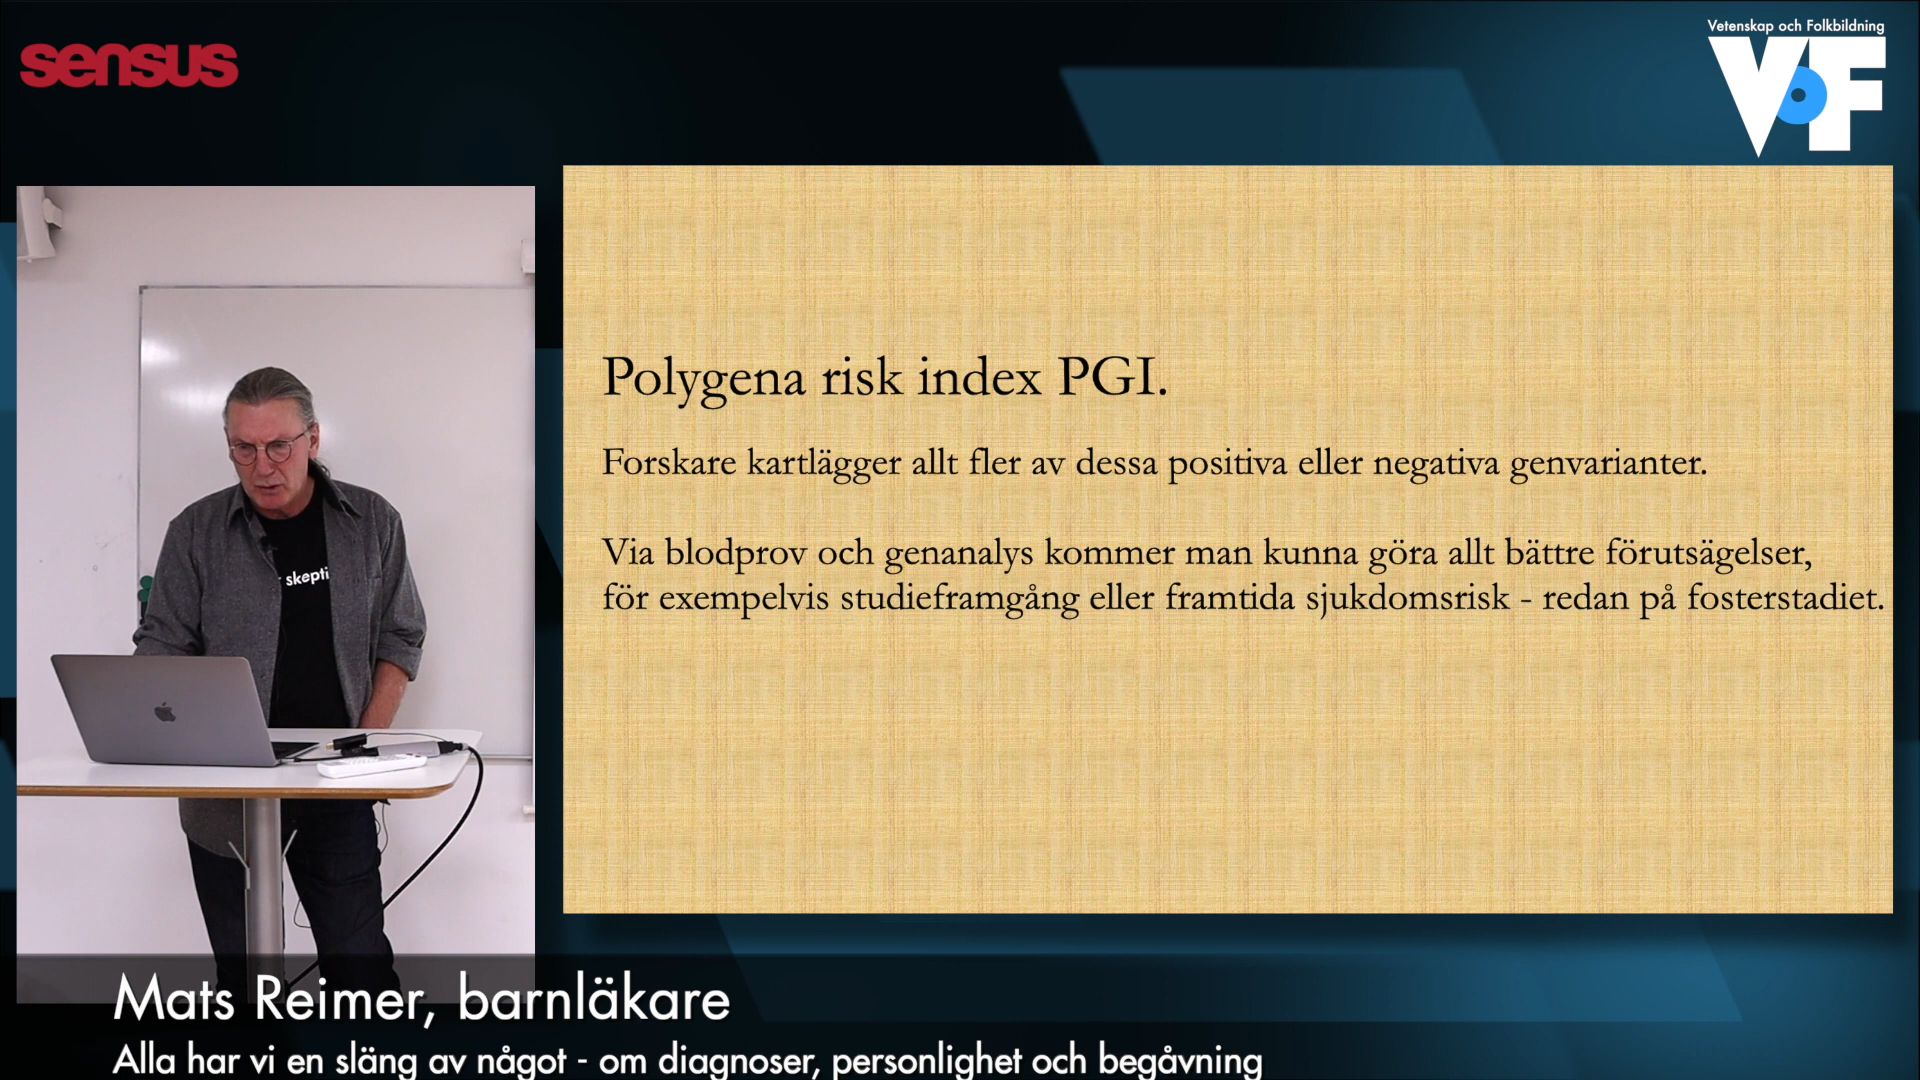 sensus
Vetenskap och Folkbildning
VoF
Polygena risk index PGI.
Forskare kartlägger allt fler av dessa positiva eller negativa genvarianter.
Via blodprov och genanalys kommer man kunna göra allt bättre förutsägelser,
för exempelvis studieframgång eller framtida sjukdomsrisk - redan på fosterstadiet.
skepti
Mats Reimer, barnläkare
Alla har vi en släng av något - om diagnoser, personlighet och begåvning